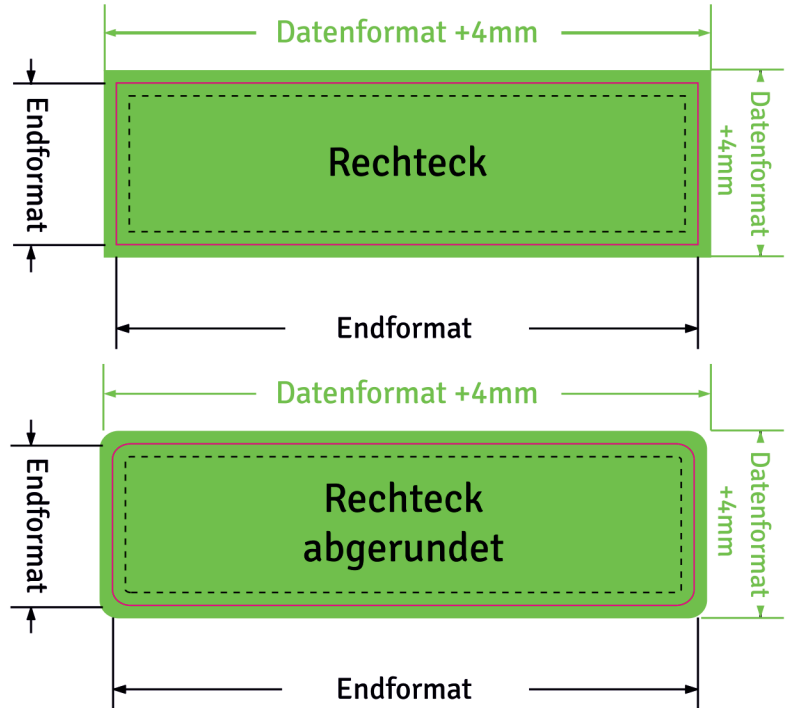 Datenformat +4mm
Endformat
Rechteck
Datenformat
+4mm
Endformat
Datenformat +4mm
Endformat
Rechteck
abgerundet
Datenformat
+4mm
Endformat